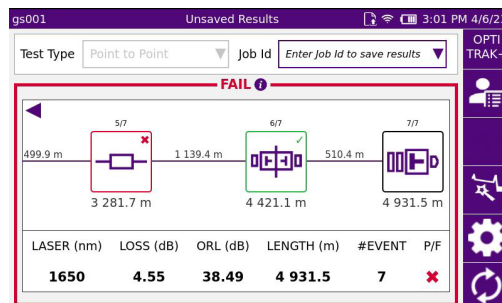 gs001 Unsaved Results 3:01 PM 4/6/2
Test Type Point to Point Job Id Enter Job Id to save results
OPTI
TRAK-
FAIL i
5/7 6/7 7/7
499.9 m 1 139.4 m 510.4 m
3 281.7 m 4 421.1 m 4 931.5 m
LASER (nm) LOSS (dB) ORL (dB) LENGTH (m) #EVENT P/F
1650 4.55 38.49 4 931.5 7